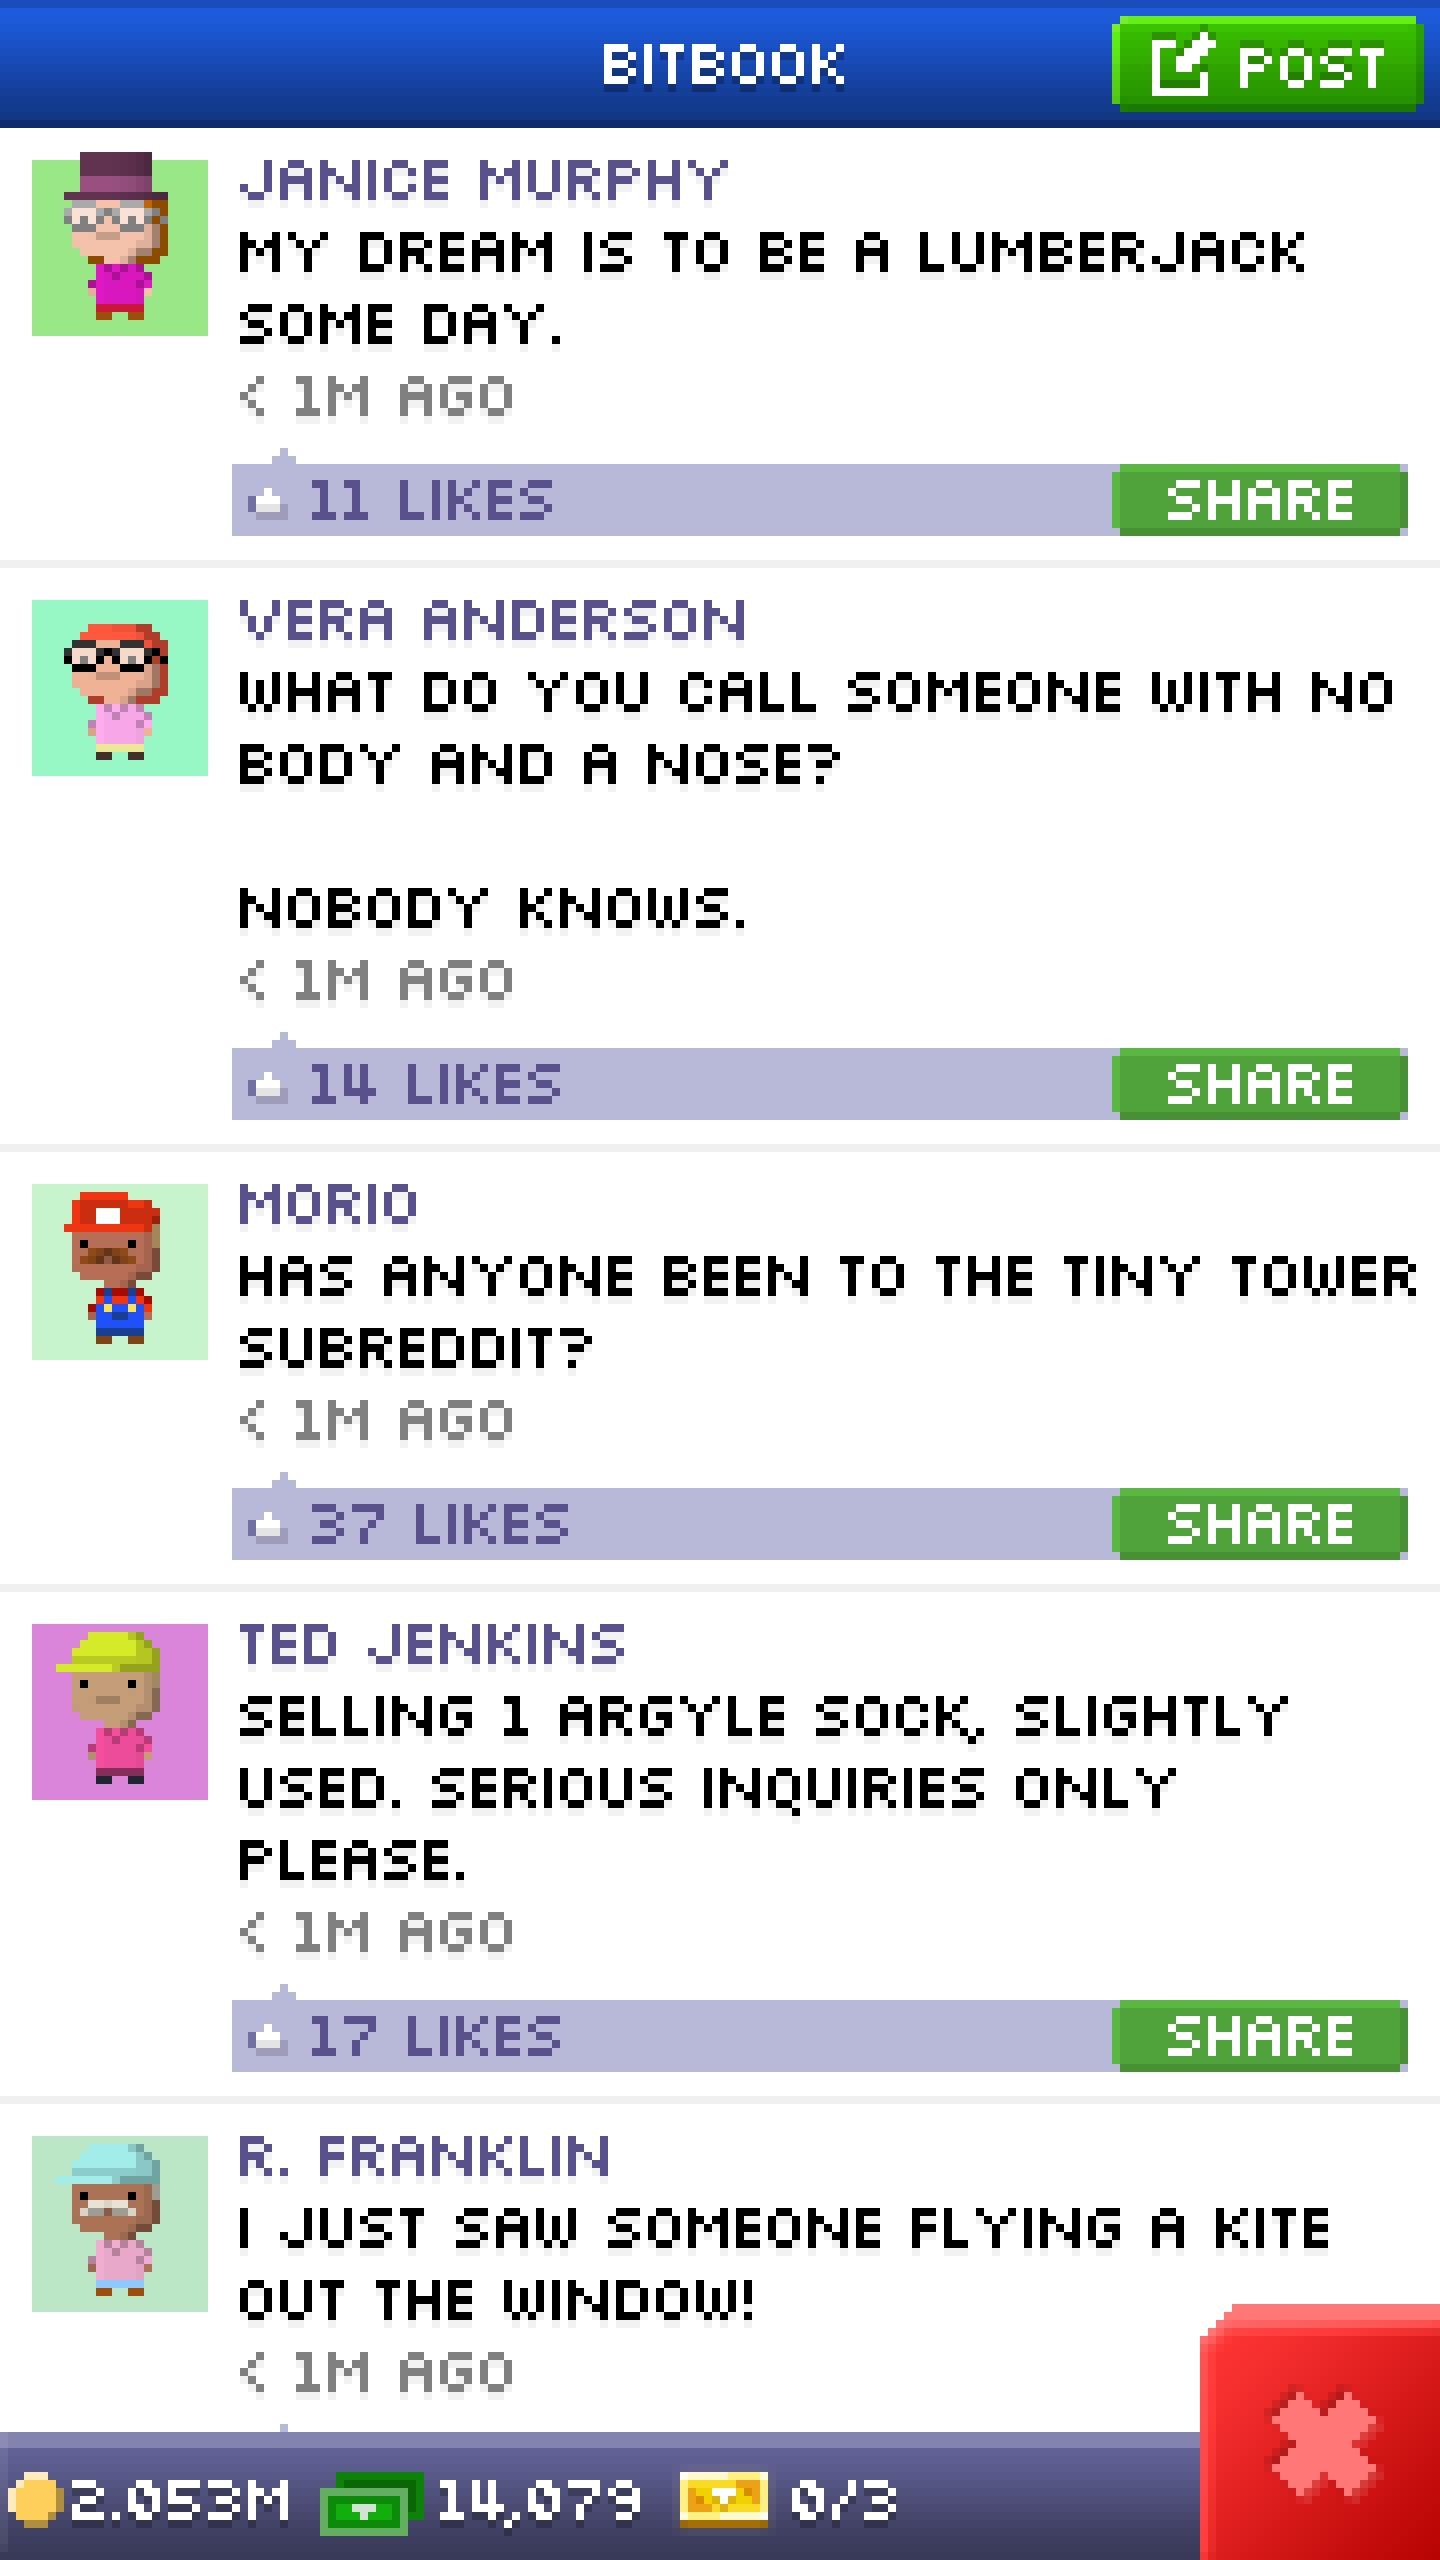 BITBOOK
POST
JANICE MURPHY
MY DREAM IS TO BE A LUMBERJACK
SOME DAY.
< 1M AGO
11 LIKES
SHARE
VERA ANDERSON
WHAT DO YOU CALL SOMEONE WITH NO
BODY AND A NOSE?
NOBODY KNOWS.
< 1M AGO
14 LIKES
SHARE
MORIO
HAS ANYONE BEEN TO THE TINY TOWER
SUBREDDIT?
< 1M AGO
37 LIKES
SHARE
TED JENKINS
SELLING 1 ARGYLE SOCK, SLIGHTLY
USED. SERIOUS INQUIRIES ONLY
PLEASE.
< 1M AGO
17 LIKES
SHARE
R. FRANKLIN
I JUST SAW SOMEONE FLYING A KITE
OUT THE WINDOW!
< 1M AGO
2.053M 14,079 0/3